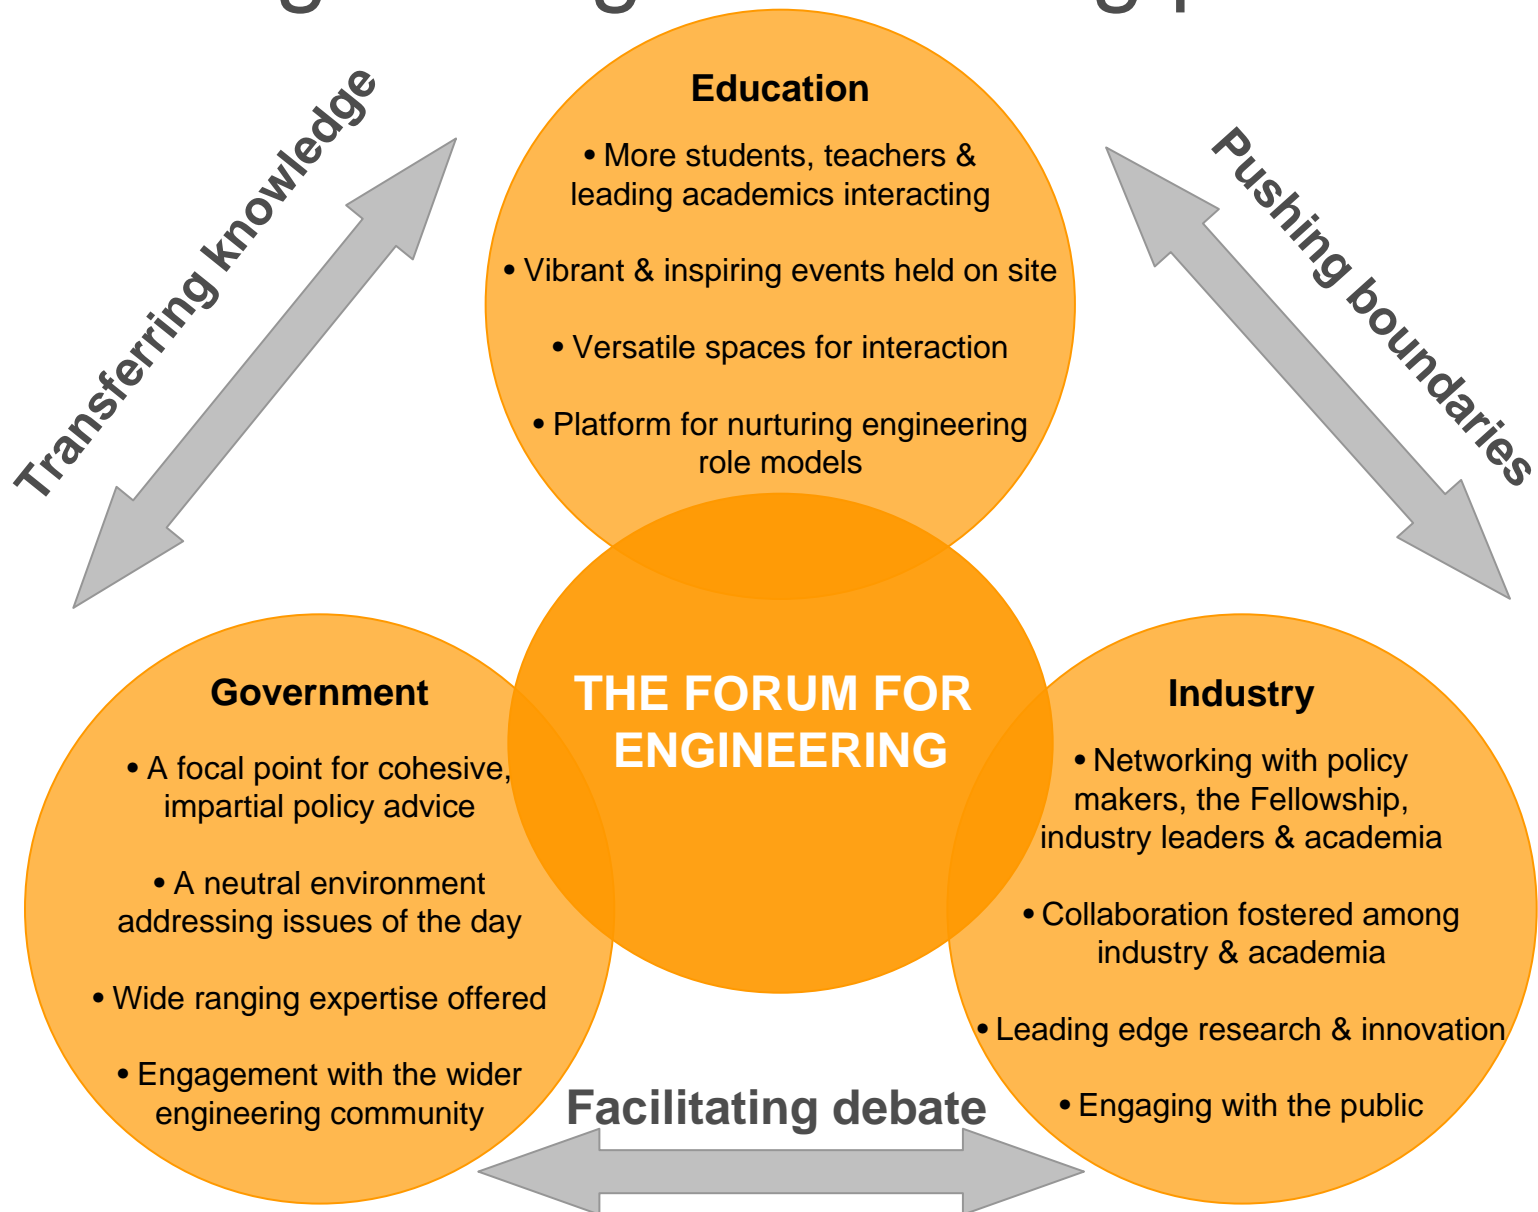 Education
• More students, teachers &
leading academics interacting
• Vibrant & inspiring events held on site
• Versatile spaces for interaction
• Platform for nurturing engineering
role models
Transferring knowledge
Pushing boundaries
THE FORUM FOR
ENGINEERING
Government
• A focal point for cohesive,
impartial policy advice
• A neutral environment
addressing issues of the day
• Wide ranging expertise offered
• Engagement with the wider
engineering community
Industry
• Networking with policy
makers, the Fellowship,
industry leaders & academia
• Collaboration fostered among
industry & academia
• Leading edge research & innovation
• Engaging with the public
Facilitating debate